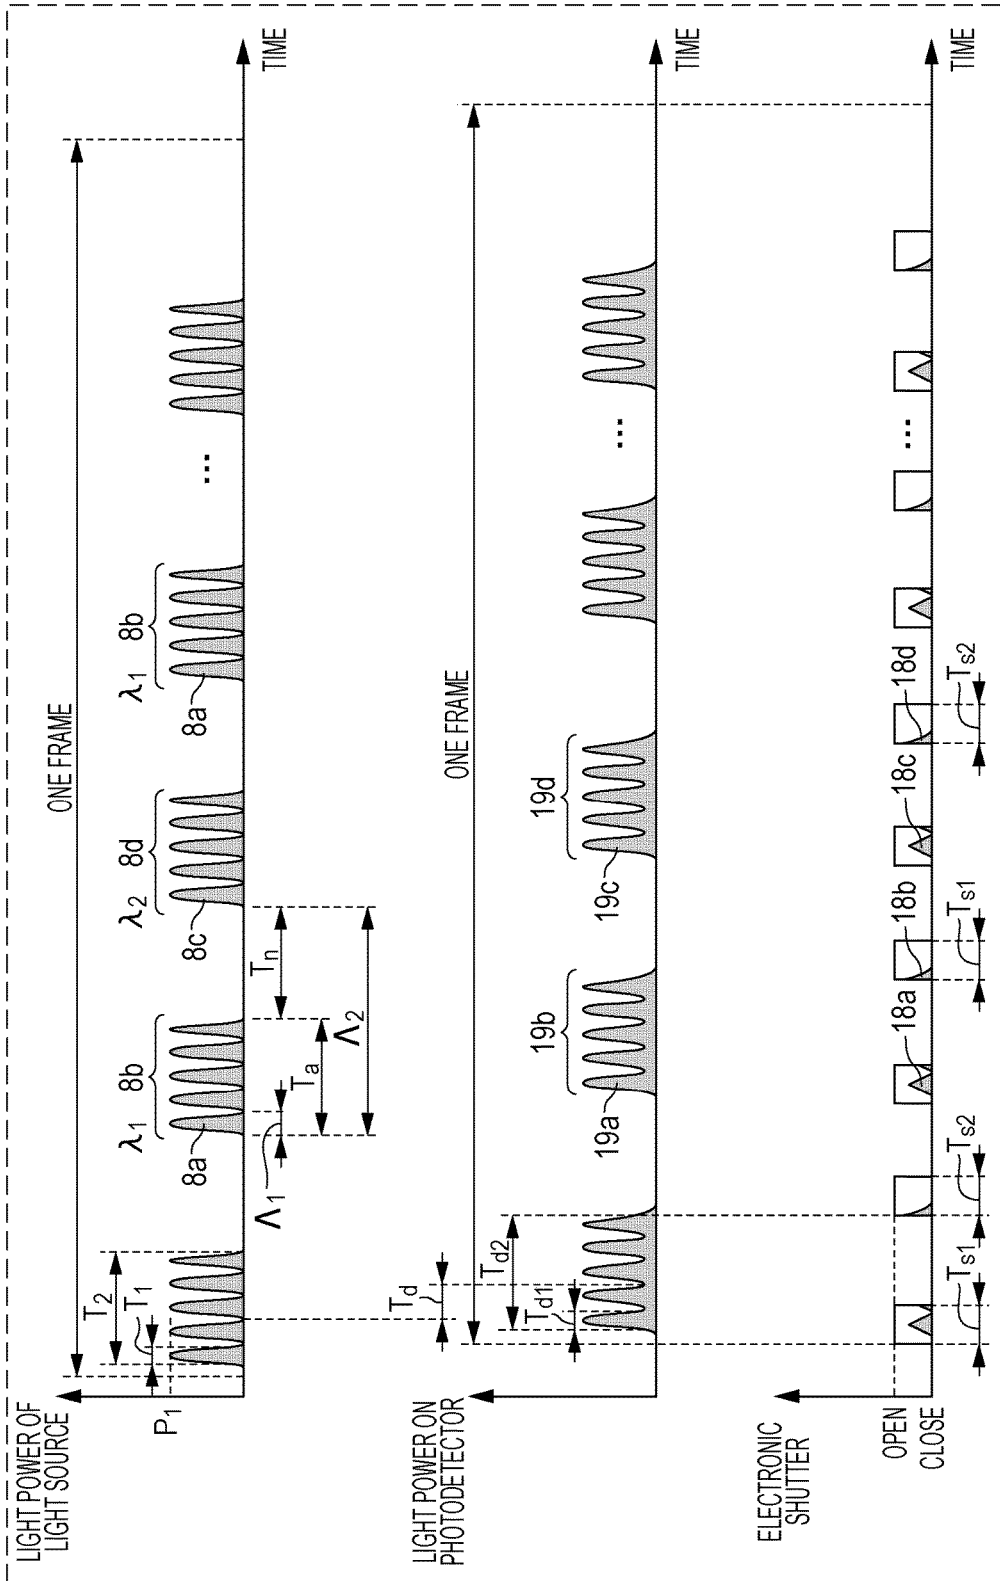 LIGHT POWER OF
LIGHT SOURCE
ONE FRAME
P1
T2
T1
λ1
8b
8a
λ2
8d
8c
λ1
8b
8a
...
TIME
Λ1
Ta
Tn
Λ2
LIGHT POWER ON
PHOTODETECTOR
Td
ONE FRAME
Td2
Td1
19b
19a
19d
19c
...
TIME
ELECTRONIC
SHUTTER
OPEN
CLOSE
18a
18b
18c
18d
...
TIME
Ts1
Ts2
Ts1
Ts2